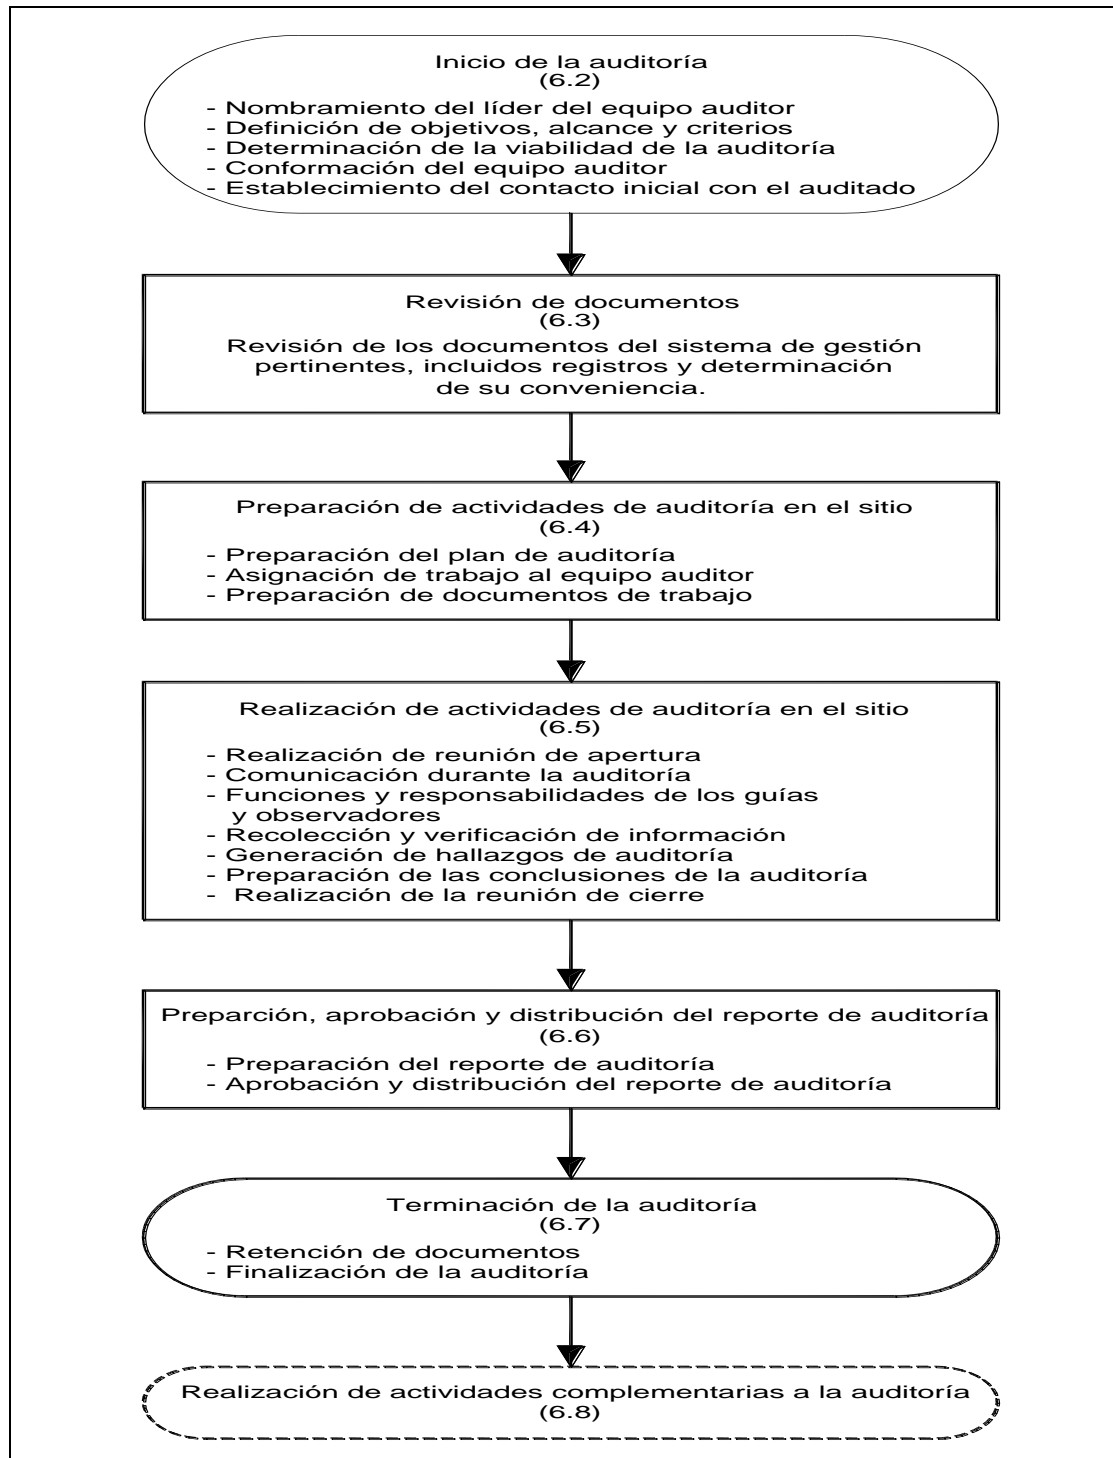 Inicio de la auditoría
(6.2)
- Nombramiento del líder del equipo auditor
- Definición de objetivos, alcance y criterios
- Determinación de la viabilidad de la auditoría
- Conformación del equipo auditor
- Establecimiento del contacto inicial con el auditado
Revisión de documentos
(6.3)
Revisión de los documentos del sistema de gestión
pertinentes, incluidos registros y determinación
de su conveniencia.
Preparación de actividades de auditoría en el sitio
(6.4)
- Preparación del plan de auditoría
- Asignación de trabajo al equipo auditor
- Preparación de documentos de trabajo
Realización de actividades de auditoría en el sitio
(6.5)
- Realización de reunión de apertura
- Comunicación durante la auditoría
- Funciones y responsabilidades de los guías
y observadores
- Recolección y verificación de información
- Generación de hallazgos de auditoría
- Preparación de las conclusiones de la auditoría
- Realización de la reunión de cierre
Preparción, aprobación y distribución del reporte de auditoría
(6.6)
- Preparación del reporte de auditoría
- Aprobación y distribución del reporte de auditoría
Terminación de la auditoría
(6.7)
- Retención de documentos
- Finalización de la auditoría
Realización de actividades complementarias a la auditoría
(6.8)